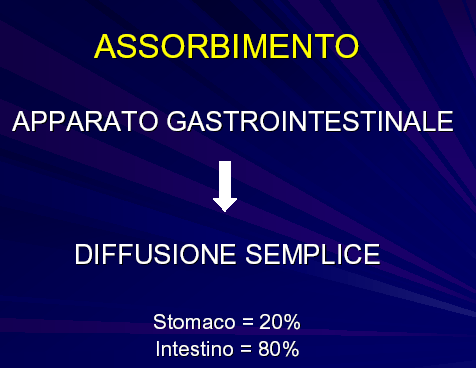 ASSORBIMENTO
APPARATO GASTROINTESTINALE
DIFFUSIONE SEMPLICE
Stomaco = 20%
Intestino = 80%